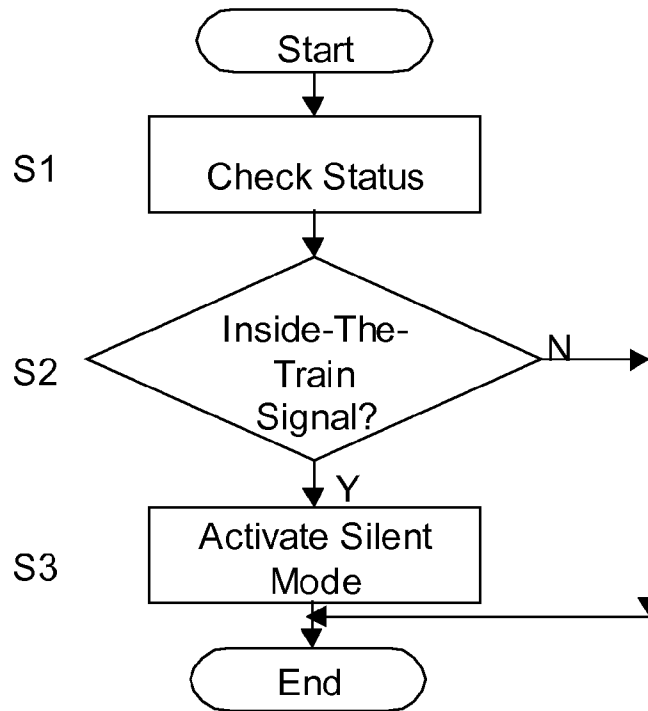 Start
S1
Check Status
S2
Inside-The-
Train
Signal?
N
Y
S3
Activate Silent
Mode
End